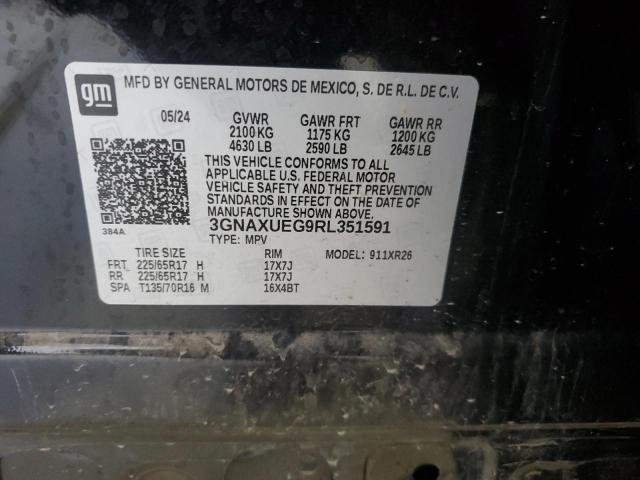 gm MFD BY GENERAL MOTORS DE MEXICO, S. DE R.L. DE C.V.
05/24 GVWR GAWR FRT GAWR RR
2100 KG 1175 KG 1200 KG
4630 LB 2590 LB 2645 LB
THIS VEHICLE CONFORMS TO ALL
APPLICABLE U.S. FEDERAL MOTOR
VEHICLE SAFETY AND THEFT PREVENTION
STANDARDS IN EFFECT ON THE DATE OF
MANUFACTURE SHOWN ABOVE.
384A 3GNAXUEG9RL351591
TYPE: MPV MODEL: 911XR26
TIRE SIZE RIM
FRT 225/65R17 H 17X7J
RR 225/65R17 H 17X7J
SPA T135/70R16 M 16X4BT